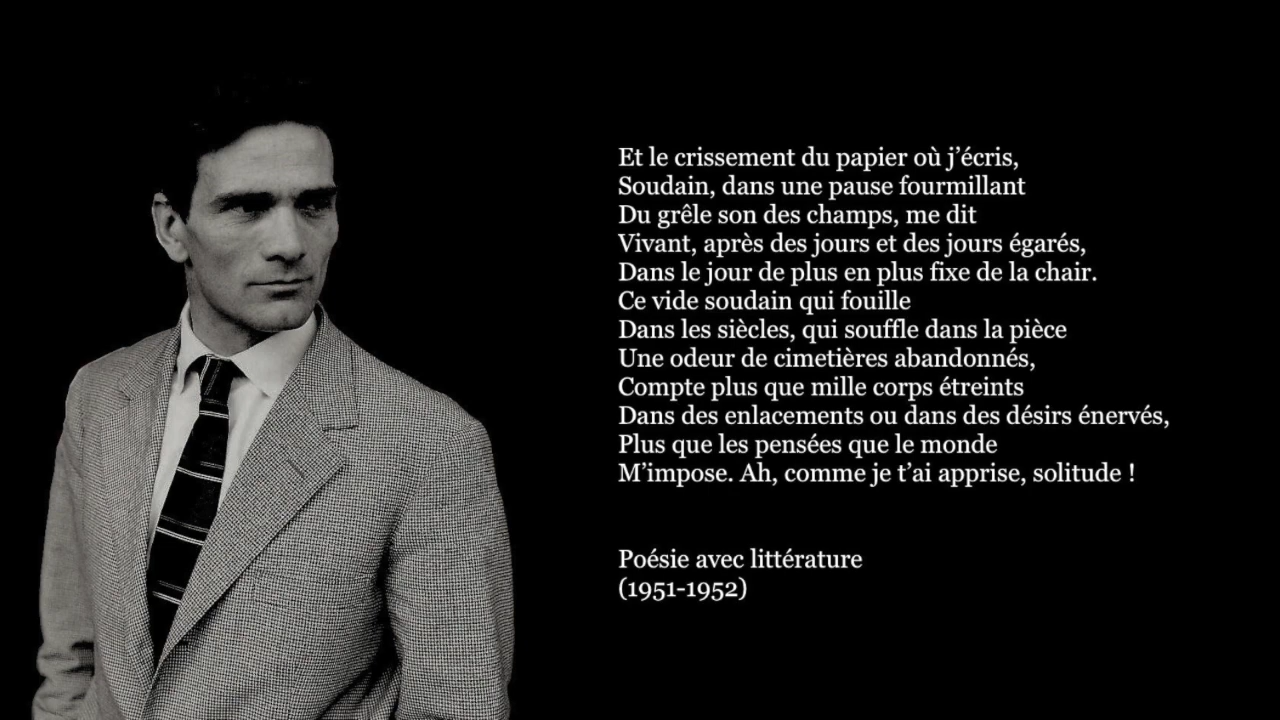 Et le crissement du papier où j’écris,
Soudain, dans une pause fourmillant
Du grêle son des champs, me dit
Vivant, après des jours et des jours égarés,
Dans le jour de plus en plus fixe de la chair.
Ce vide soudain qui fouille
Dans les siècles, qui souffle dans la pièce
Une odeur de cimetières abandonnés,
Compte plus que mille corps étreints
Dans des enlacements ou dans des désirs énervés,
Plus que les pensées que le monde
M’impose. Ah, comme je t’ai apprise, solitude !
Poésie avec littérature
(1951-1952)